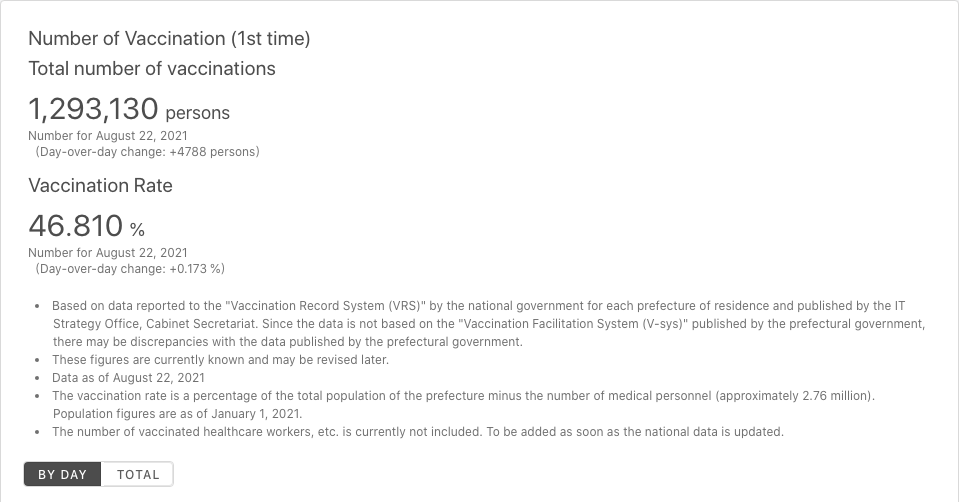 Number of Vaccination (1st time)
Total number of vaccinations
1,293,130 persons
Number for August 22, 2021
(Day-over-day change: +4788 persons)
Vaccination Rate
46.810 %
Number for August 22, 2021
(Day-over-day change: +0.173 %)
• Based on data reported to the "Vaccination Record System (VRS)" by the national government for each prefecture of residence and published by the IT
Strategy Office, Cabinet Secretariat. Since the data is not based on the "Vaccination Facilitation System (V-sys)" published by the prefectural government,
there may be discrepancies with the data published by the prefectural government.
• These figures are currently known and may be revised later.
• Data as of August 22, 2021
• The vaccination rate is a percentage of the total population of the prefecture minus the number of medical personnel (approximately 2.76 million).
Population figures are as of January 1, 2021.
• The number of vaccinated healthcare workers, etc. is currently not included. To be added as soon as the national data is updated.
BY DAY TOTAL